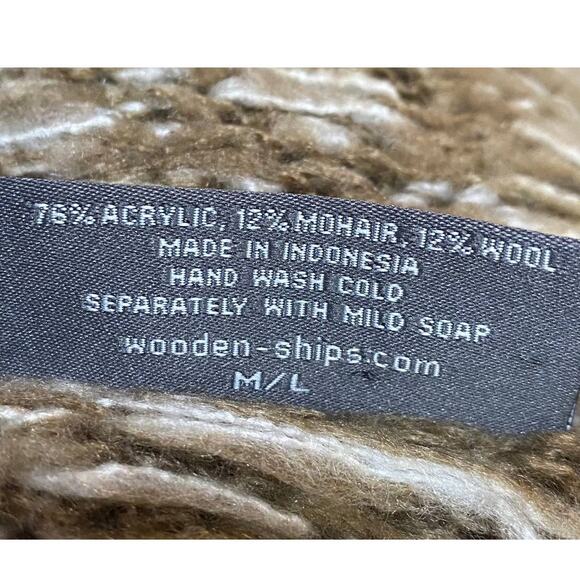 76% ACRYLIC, 12% MOHAIR, 12% WOOL
MADE IN INDONESIA
HAND WASH COLD
SEPARATELY WITH MILD SOAP
wooden-ships.com
M/L